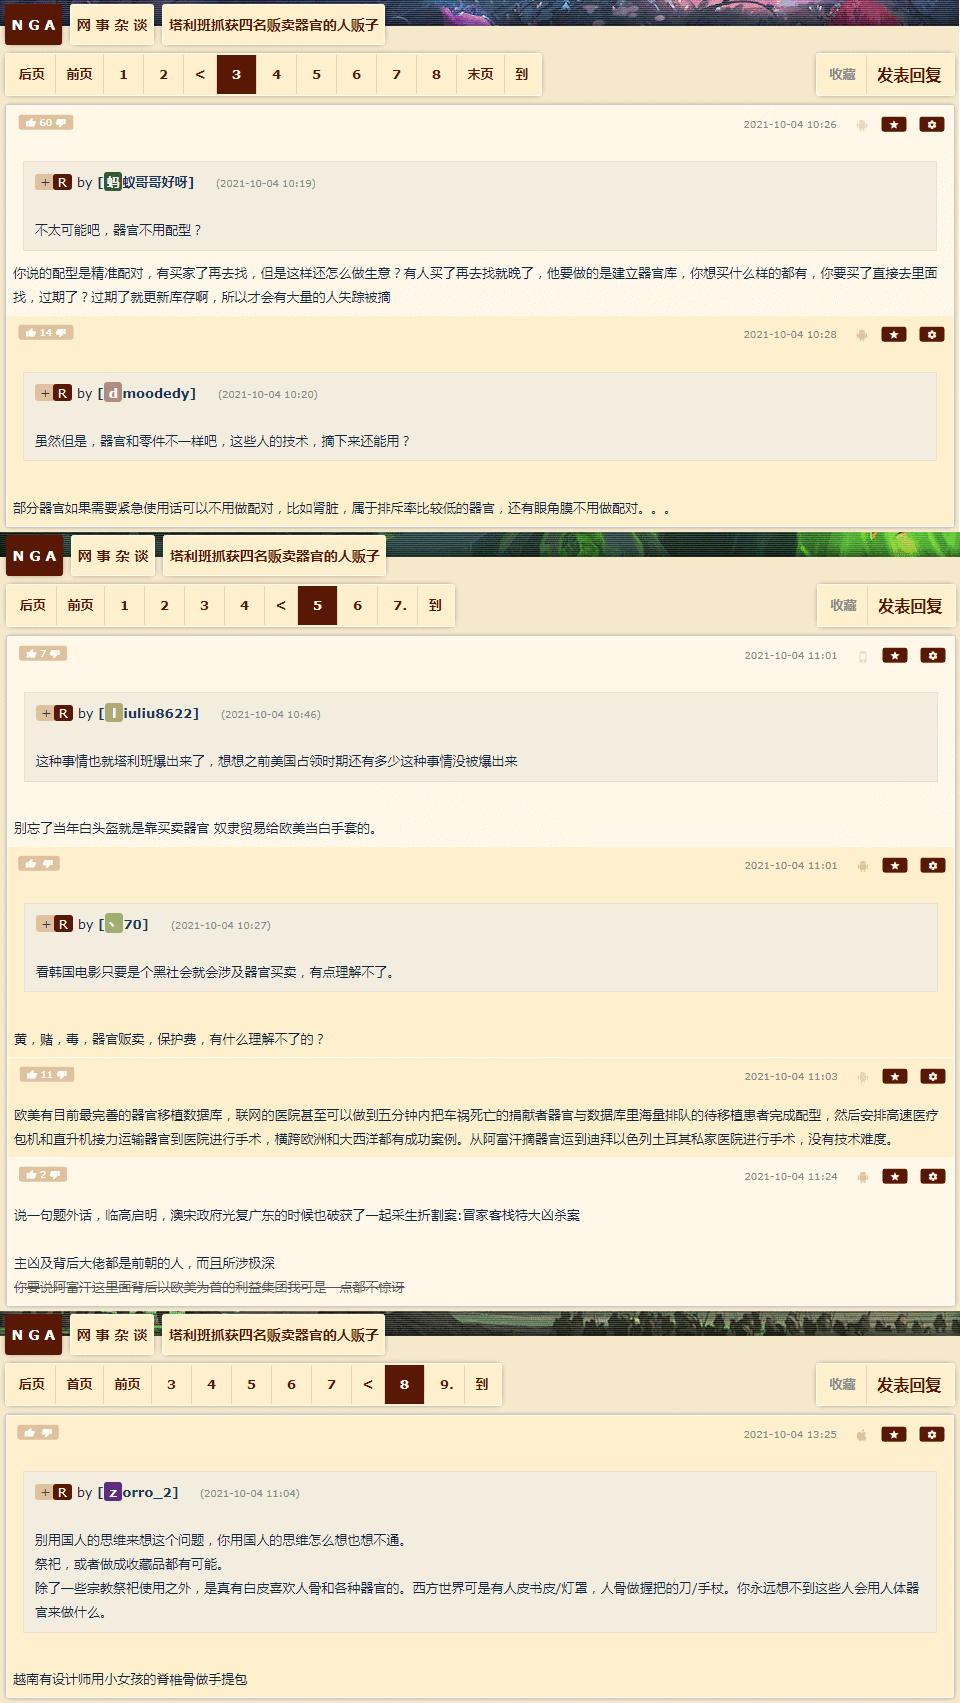 NGA 网事杂谈 塔利班抓获四名贩卖器官的人贩子
后页 前页 1 2 < 3 4 5 6 7 8 末页 到 收藏 发表回复
60 2021-10-04 10:26
+ R by [蚂蚁哥哥好呀] (2021-10-04 10:19)
不太可能吧，器官不用配型？
你说的配型是精准配对，有买家了再去找，但是这样还怎么做生意？有人买了再去找就晚了，他要做的是建立器官库，你想买什么样的都有，你要买了直接去里面
找，过期了？过期了就更新库存啊，所以才会有大量的人失踪被摘
14 2021-10-04 10:28
+ R by [dmoodedy] (2021-10-04 10:20)
虽然但是，器官和零件不一样吧，这些人的技术，摘下来还能用？
部分器官如果需要紧急使用话可以不用做配对，比如肾脏，属于排斥率比较低的器官，还有眼角膜不用做配对。。。
NGA 网事杂谈 塔利班抓获四名贩卖器官的人贩子
后页 前页 1 2 3 4 < 5 6 7. 到 收藏 发表回复
7 2021-10-04 11:01
+ R by [liuliu8622] (2021-10-04 10:46)
这种事情也就塔利班爆出来了，想想之前美国占领时期还有多少这种事情没被爆出来
别忘了当年白头盔就是靠买卖器官 奴隶贸易给欧美当白手套的。
2021-10-04 11:01
+ R by [丶70] (2021-10-04 10:27)
看韩国电影只要是个黑社会就会涉及器官买卖，有点理解不了。
黄，赌，毒，器官贩卖，保护费，有什么理解不了的？
11 2021-10-04 11:03
欧美有目前最完善的器官移植数据库，联网的医院甚至可以做到五分钟内把车祸死亡的捐献者器官与数据库里海量排队的待移植患者完成配型，然后安排高速医疗
包机和直升机接力运输器官到医院进行手术，横跨欧洲和大西洋都有成功案例。从阿富汗摘器官运到迪拜以色列土耳其私家医院进行手术，没有技术难度。
2 2021-10-04 11:24
说一句题外话，临高启明，澳宋政府光复广东的时候也破获了一起采生折割案:冒家客栈特大凶杀案
主凶及背后大佬都是前朝的人，而且所涉极深
你要说阿富汗这里面背后以欧美为首的利益集团我可是一点都不惊讶
NGA 网事杂谈 塔利班抓获四名贩卖器官的人贩子
后页 首页 前页 3 4 5 6 7 < 8 9. 到 收藏 发表回复
2021-10-04 13:25
+ R by [zorro_2] (2021-10-04 11:04)
别用国人的思维来想这个问题，你用国人的思维怎么想也想不通。
祭祀，或者做成收藏品都有可能。
除了一些宗教祭祀使用之外，是真有白皮喜欢人骨和各种器官的。西方世界可是有人皮书皮/灯罩，人骨做握把的刀/手杖。你永远想不到这些人会用人体器
官来做什么。
越南有设计师用小女孩的脊椎骨做手提包